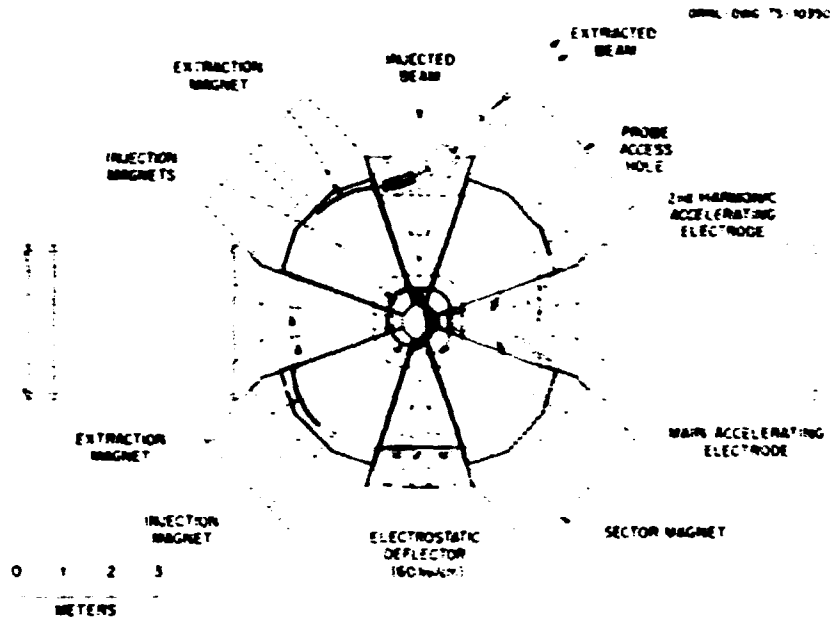 ORNL-DWG 75-10390
EXTRACTED
BEAM
INJECTED
BEAM
EXTRACTION
MAGNET
PROBE
ACCESS
HOLE
INJECTION
MAGNETS
2nd HARMONIC
ACCELERATING
ELECTRODE
EXTRACTION
MAGNET
MAIN ACCELERATING
ELECTRODE
INJECTION
MAGNET
ELECTROSTATIC
DEFLECTOR
SECTOR MAGNET
0 1 2 3
METERS